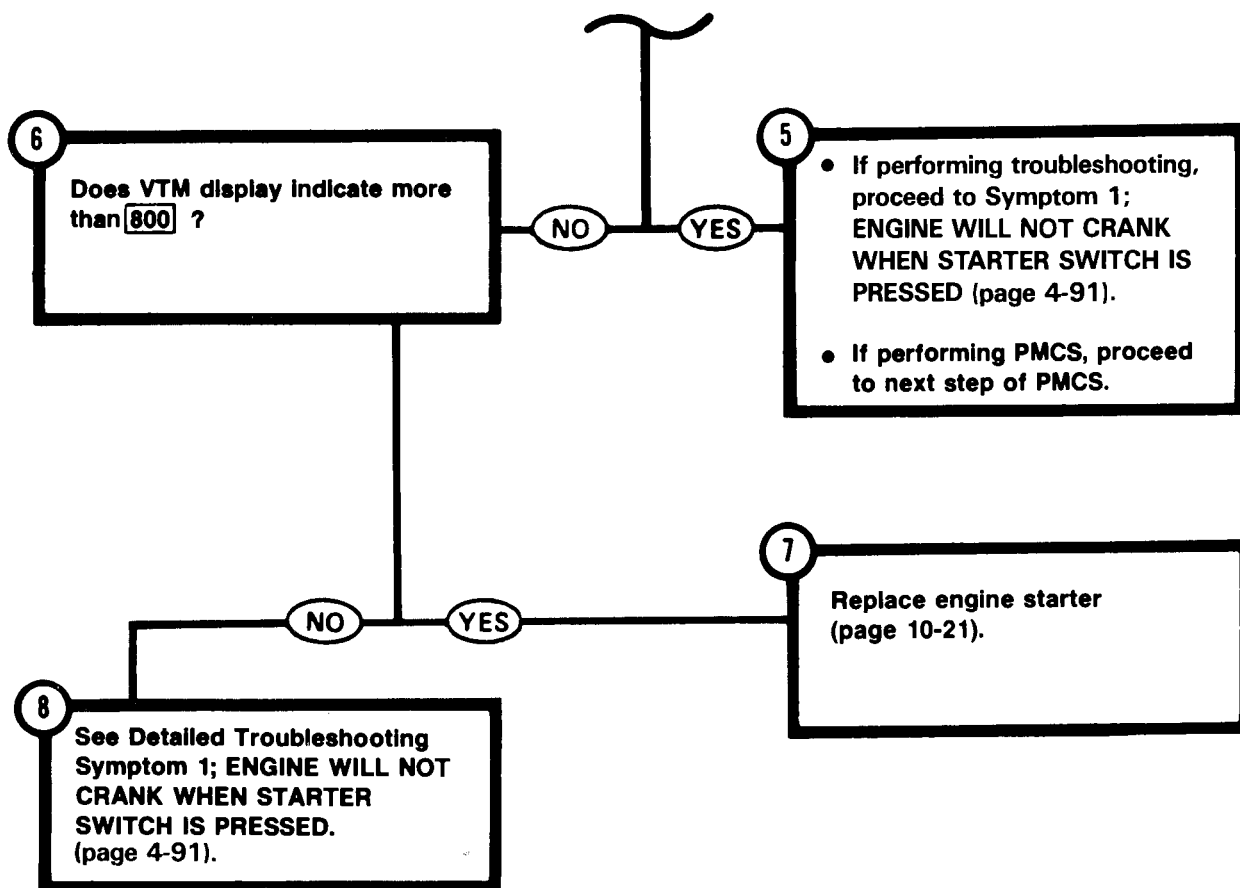 6
Does VTM display indicate more
than 800 ?
NO
YES
5
• If performing troubleshooting,
proceed to Symptom 1;
ENGINE WILL NOT CRANK
WHEN STARTER SWITCH IS
PRESSED (page 4-91).
• If performing PMCS, proceed
to next step of PMCS.
NO
YES
7
Replace engine starter
(page 10-21).
8
See Detailed Troubleshooting
Symptom 1; ENGINE WILL NOT
CRANK WHEN STARTER
SWITCH IS PRESSED.
(page 4-91).